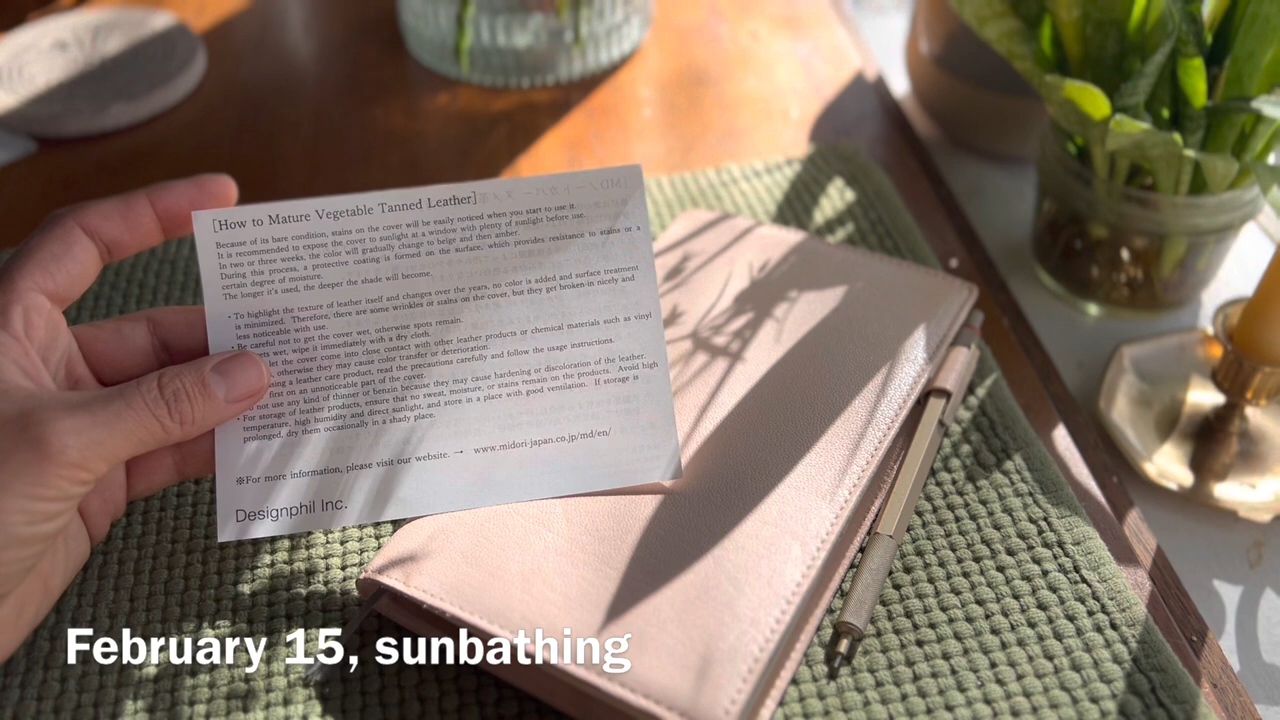 [How to Mature Vegetable Tanned Leather]
Because of its bare condition, stains on the cover will be easily noticed when you start to use it.
It is recommended to expose the cover to sunlight at a window with plenty of sunlight before use.
In two or three weeks, the color will gradually change to beige and then amber.
During this process, a protective coating is formed on the surface, which provides resistance to stains or a
certain degree of moisture.
The longer it's used, the deeper the shade will become.
・To highlight the texture of leather itself and changes over the years, no color is added and surface treatment
is minimized. Therefore, there are some wrinkles or stains on the cover, but they get broken-in nicely and
less noticeable with use.
・Be careful not to get the cover wet, otherwise spots remain.
wet, wipe it immediately with a dry cloth.
let the cover come into close contact with other leather products or chemical materials such as vinyl
otherwise they may cause color transfer or deterioration.
a leather care product, read the precautions carefully and follow the usage instructions.
first on an unnoticeable part of the cover.
not use any kind of thinner or benzin because they may cause hardening or discoloration of the leather.
・For storage of leather products, ensure that no sweat, moisture, or stains remain on the products. Avoid high
temperature, high humidity and direct sunlight, and store in a place with good ventilation. If storage is
prolonged, dry them occasionally in a shady place.
※For more information, please visit our website. → www.midori-japan.co.jp/md/en/
Designphil Inc.
February 15, sunbathing